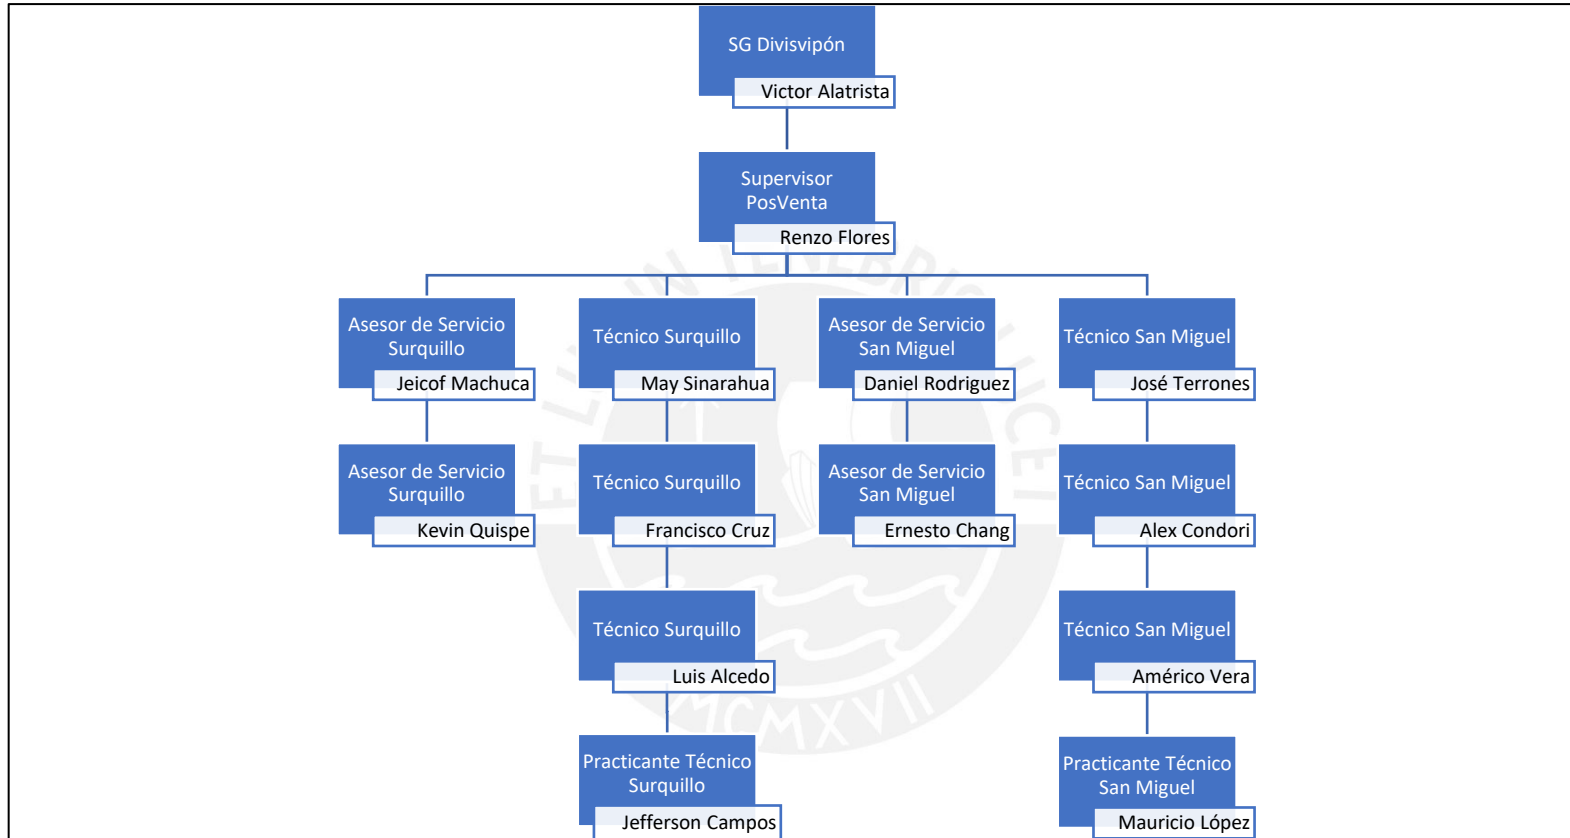 SG Divisvipón
Victor Alatrista
Supervisor
PosVenta
Renzo Flores
Asesor de Servicio
Surquillo
Jeicof Machuca
Técnico Surquillo
May Sinarahua
Asesor de Servicio
San Miguel
Daniel Rodriguez
Técnico San Miguel
José Terrones
Asesor de Servicio
Surquillo
Kevin Quispe
Técnico Surquillo
Francisco Cruz
Asesor de Servicio
San Miguel
Ernesto Chang
Técnico San Miguel
Alex Condori
Técnico Surquillo
Luis Alcedo
Técnico San Miguel
Américo Vera
Practicante Técnico
Surquillo
Jefferson Campos
Practicante Técnico
San Miguel
Mauricio López
MCMXVII